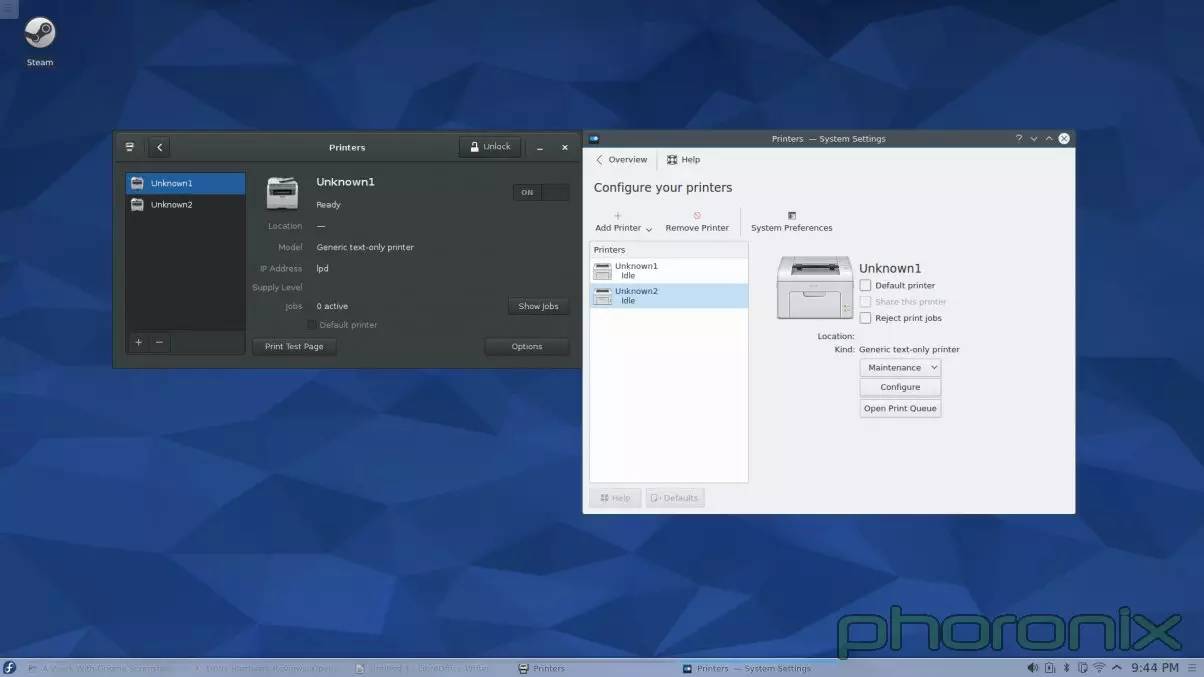 Steam
Printers
Unlock
Unknown1
Unknown2
Unknown1
Ready
ON
Location —
Model Generic text-only printer
IP Address lpd
Supply Level
Jobs 0 active
Show Jobs
Default printer
Print Test Page
Options
Printers — System Settings
Overview
Help
Configure your printers
Add Printer
Remove Printer
System Preferences
Printers
Unknown1
Idle
Unknown2
Idle
Unknown1
Default printer
Share this printer
Reject print jobs
Location:
Kind: Generic text-only printer
Maintenance
Configure
Open Print Queue
Help
Defaults
phoronix
Printers
Printers — System Settings
9:44 PM